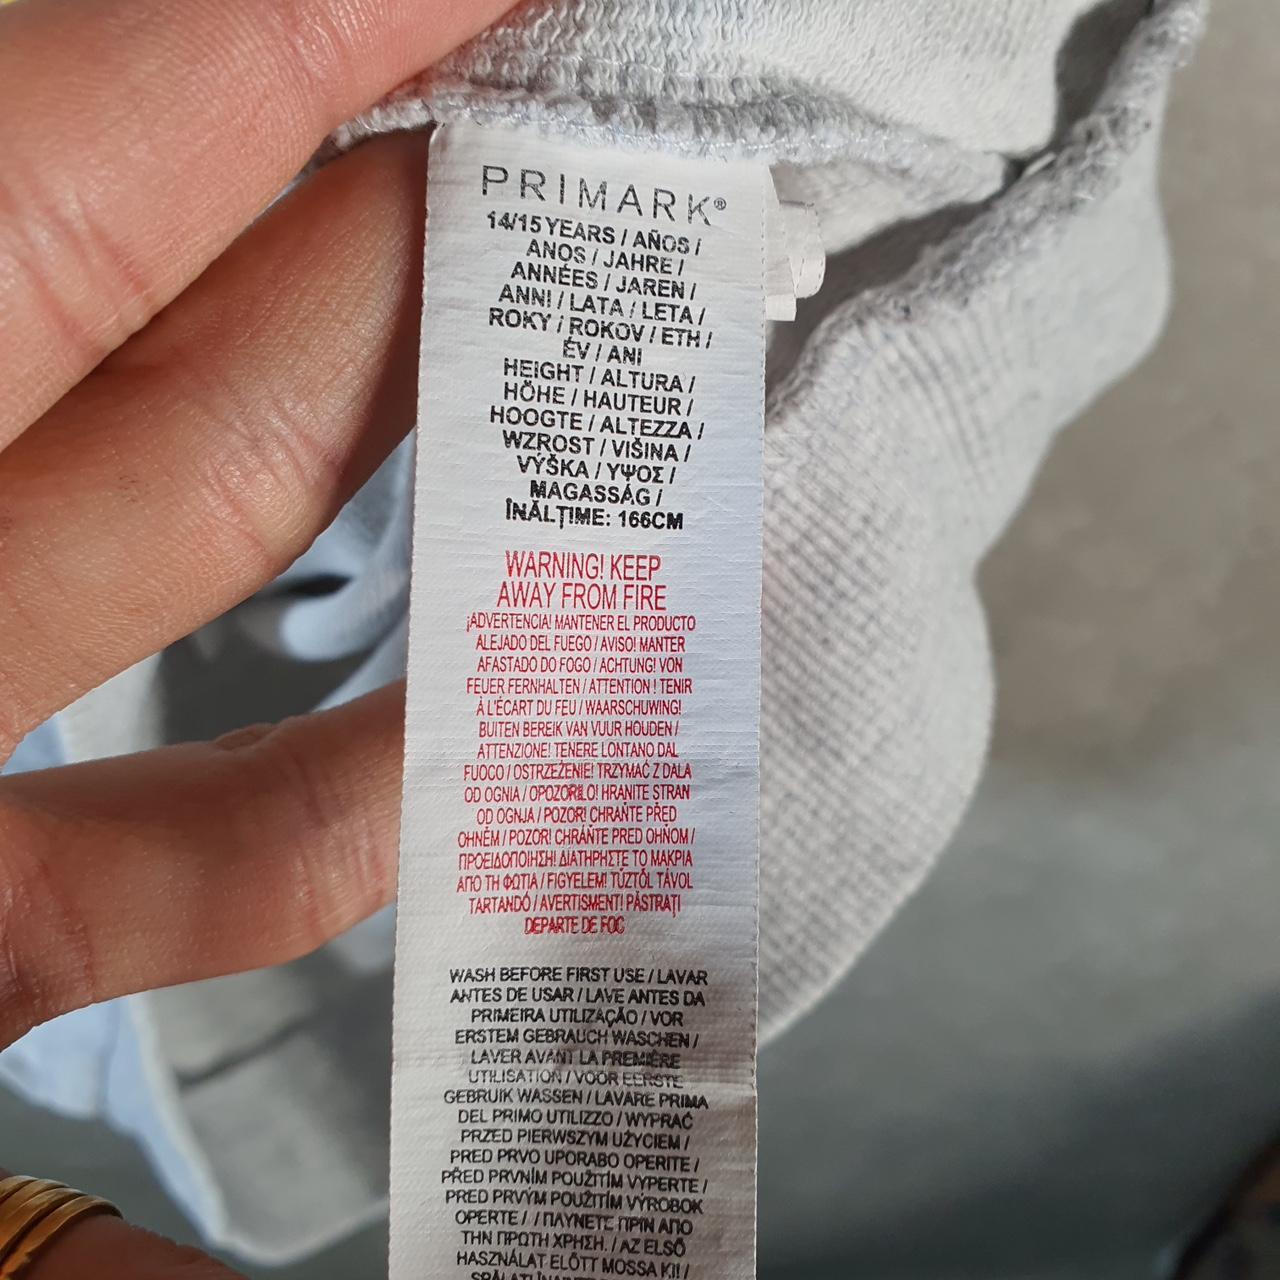 PRIMARK®
14/15 YEARS / AÑOS /
ANOS / JAHRE /
ANNÉES / JAREN /
ANNI / LATA / LETA /
ROKY / ROKOV / ETH /
ÉV / ANI
HEIGHT / ALTURA /
HÖHE / HAUTEUR /
HOOGTE / ALTEZZA /
WZROST / VIŠINA /
VÝŠKA / ΥΨΟΣ /
MAGASSÁG /
ÎNĂLȚIME: 166CM
WARNING! KEEP
AWAY FROM FIRE
¡ADVERTENCIA! MANTENER EL PRODUCTO
ALEJADO DEL FUEGO / AVISO! MANTER
AFASTADO DO FOGO / ACHTUNG! VON
FEUER FERNHALTEN / ATTENTION ! TENIR
À L'ÉCART DU FEU / WAARSCHUWING!
BUITEN BEREIK VAN VUUR HOUDEN /
ATTENZIONE! TENERE LONTANO DAL
FUOCO / OSTRZEŻENIE! TRZYMAĆ Z DALA
OD OGNIA / OPOZORILO! HRANITE STRAN
OD OGNJA / POZOR! CHRAŇTE PŘED
OHNĚM / POZOR! CHRÁŇTE PRED OHŇOM /
ΠΡΟΕΙΔΟΠΟΙΗΣΗ! ΔΙΑΤΗΡΗΣΤΕ ΤΟ ΜΑΚΡΙΑ
ΑΠΟ ΤΗ ΦΩΤΙΑ / FIGYELEM! TŰZTŐL TÁVOL
TARTANDÓ / AVERTISMENT! PĂSTRAȚI
DEPARTE DE FOC
WASH BEFORE FIRST USE / LAVAR
ANTES DE USAR / LAVE ANTES DA
PRIMEIRA UTILIZAÇÃO / VOR
ERSTEM GEBRAUCH WASCHEN /
LAVER AVANT LA PREMIÈRE
UTILISATION / VOOR EERSTE
GEBRUIK WASSEN / LAVARE PRIMA
DEL PRIMO UTILIZZO / WYPRAĆ
PRZED PIERWSZYM UŻYCIEM /
PRED PRVO UPORABO OPERITE /
PŘED PRVNÍM POUŽITÍM VYPERTE /
PRED PRVÝM POUŽITÍM VÝROBOK
OPERTE / / ΠΛΥΝΕΤΕ ΠΡΙΝ ΑΠΟ
ΤΗΝ ΠΡΩΤΗ ΧΡΗΣΗ. / AZ ELSŐ
HASZNÁLAT ELŐTT MOSSA KI! /